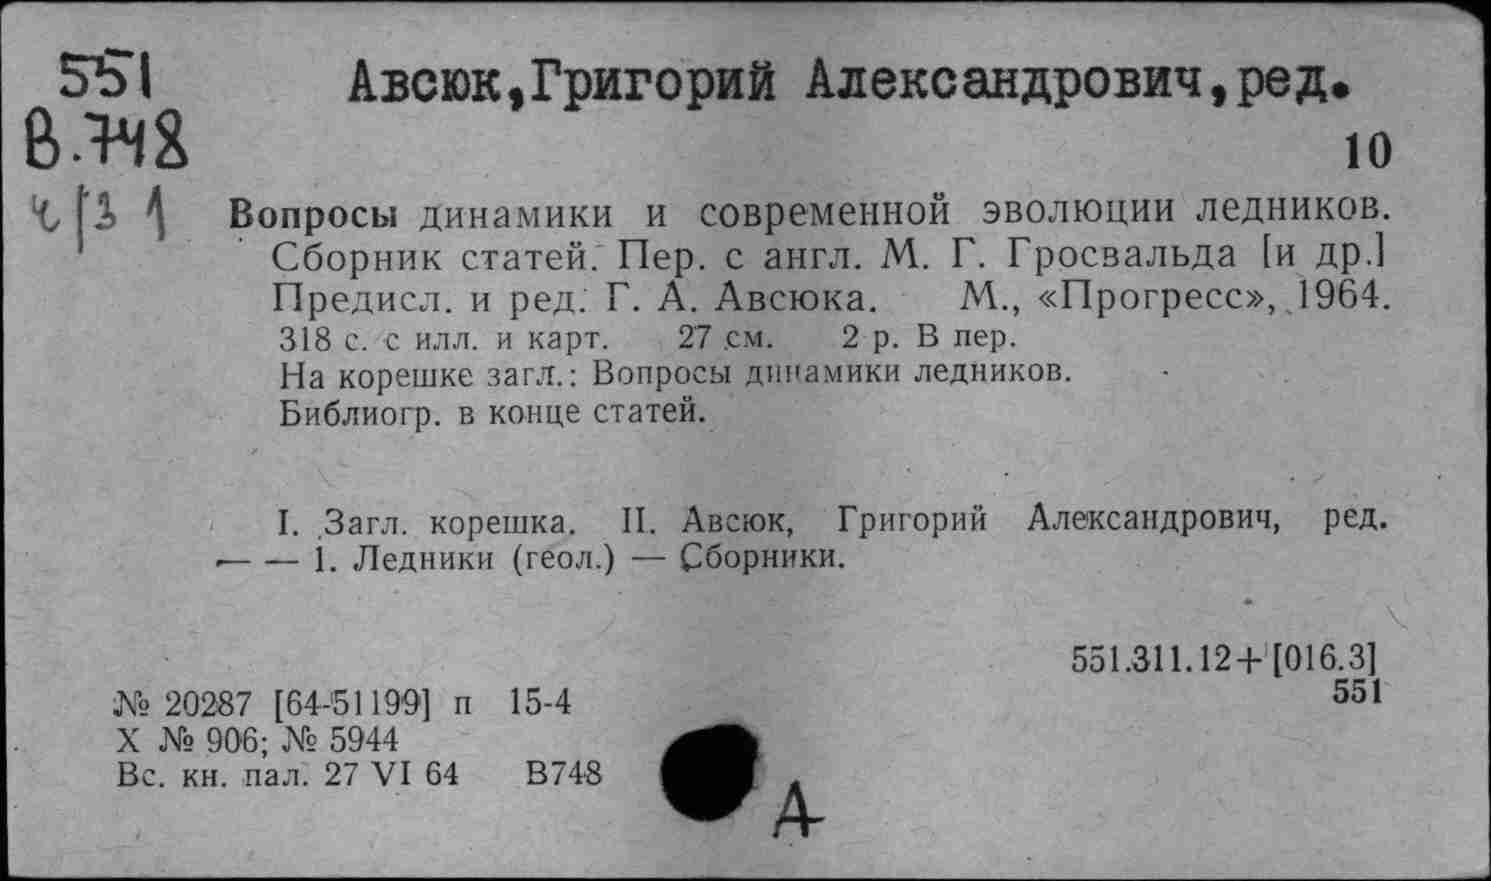 551
Авсюк,Григорий Александрович,ред.
В.748
10
Вопросы динамики и современной эволюции ледников.
Сборник статей. Пер. с англ. М. Г. Гросвальда [и др.]
Предисл. и ред. Г. А. Авсюка. М., «Прогресс», 1964.
318 с. с илл. и карт. 27 см. 2 р. В пер.
На корешке загл.: Вопросы динамики ледников.
Библиогр. в конце статей.
I. Загл. корешка. II. Авсюк, Григорий Александрович, ред.
— — 1. Ледники (геол.) — Сборники.
551.311.12+[016.3]
551
№ 20287 [64-51199] п 15-4
X № 906; № 5944
Вс. кн. пал. 27 VI 64 В748
Д